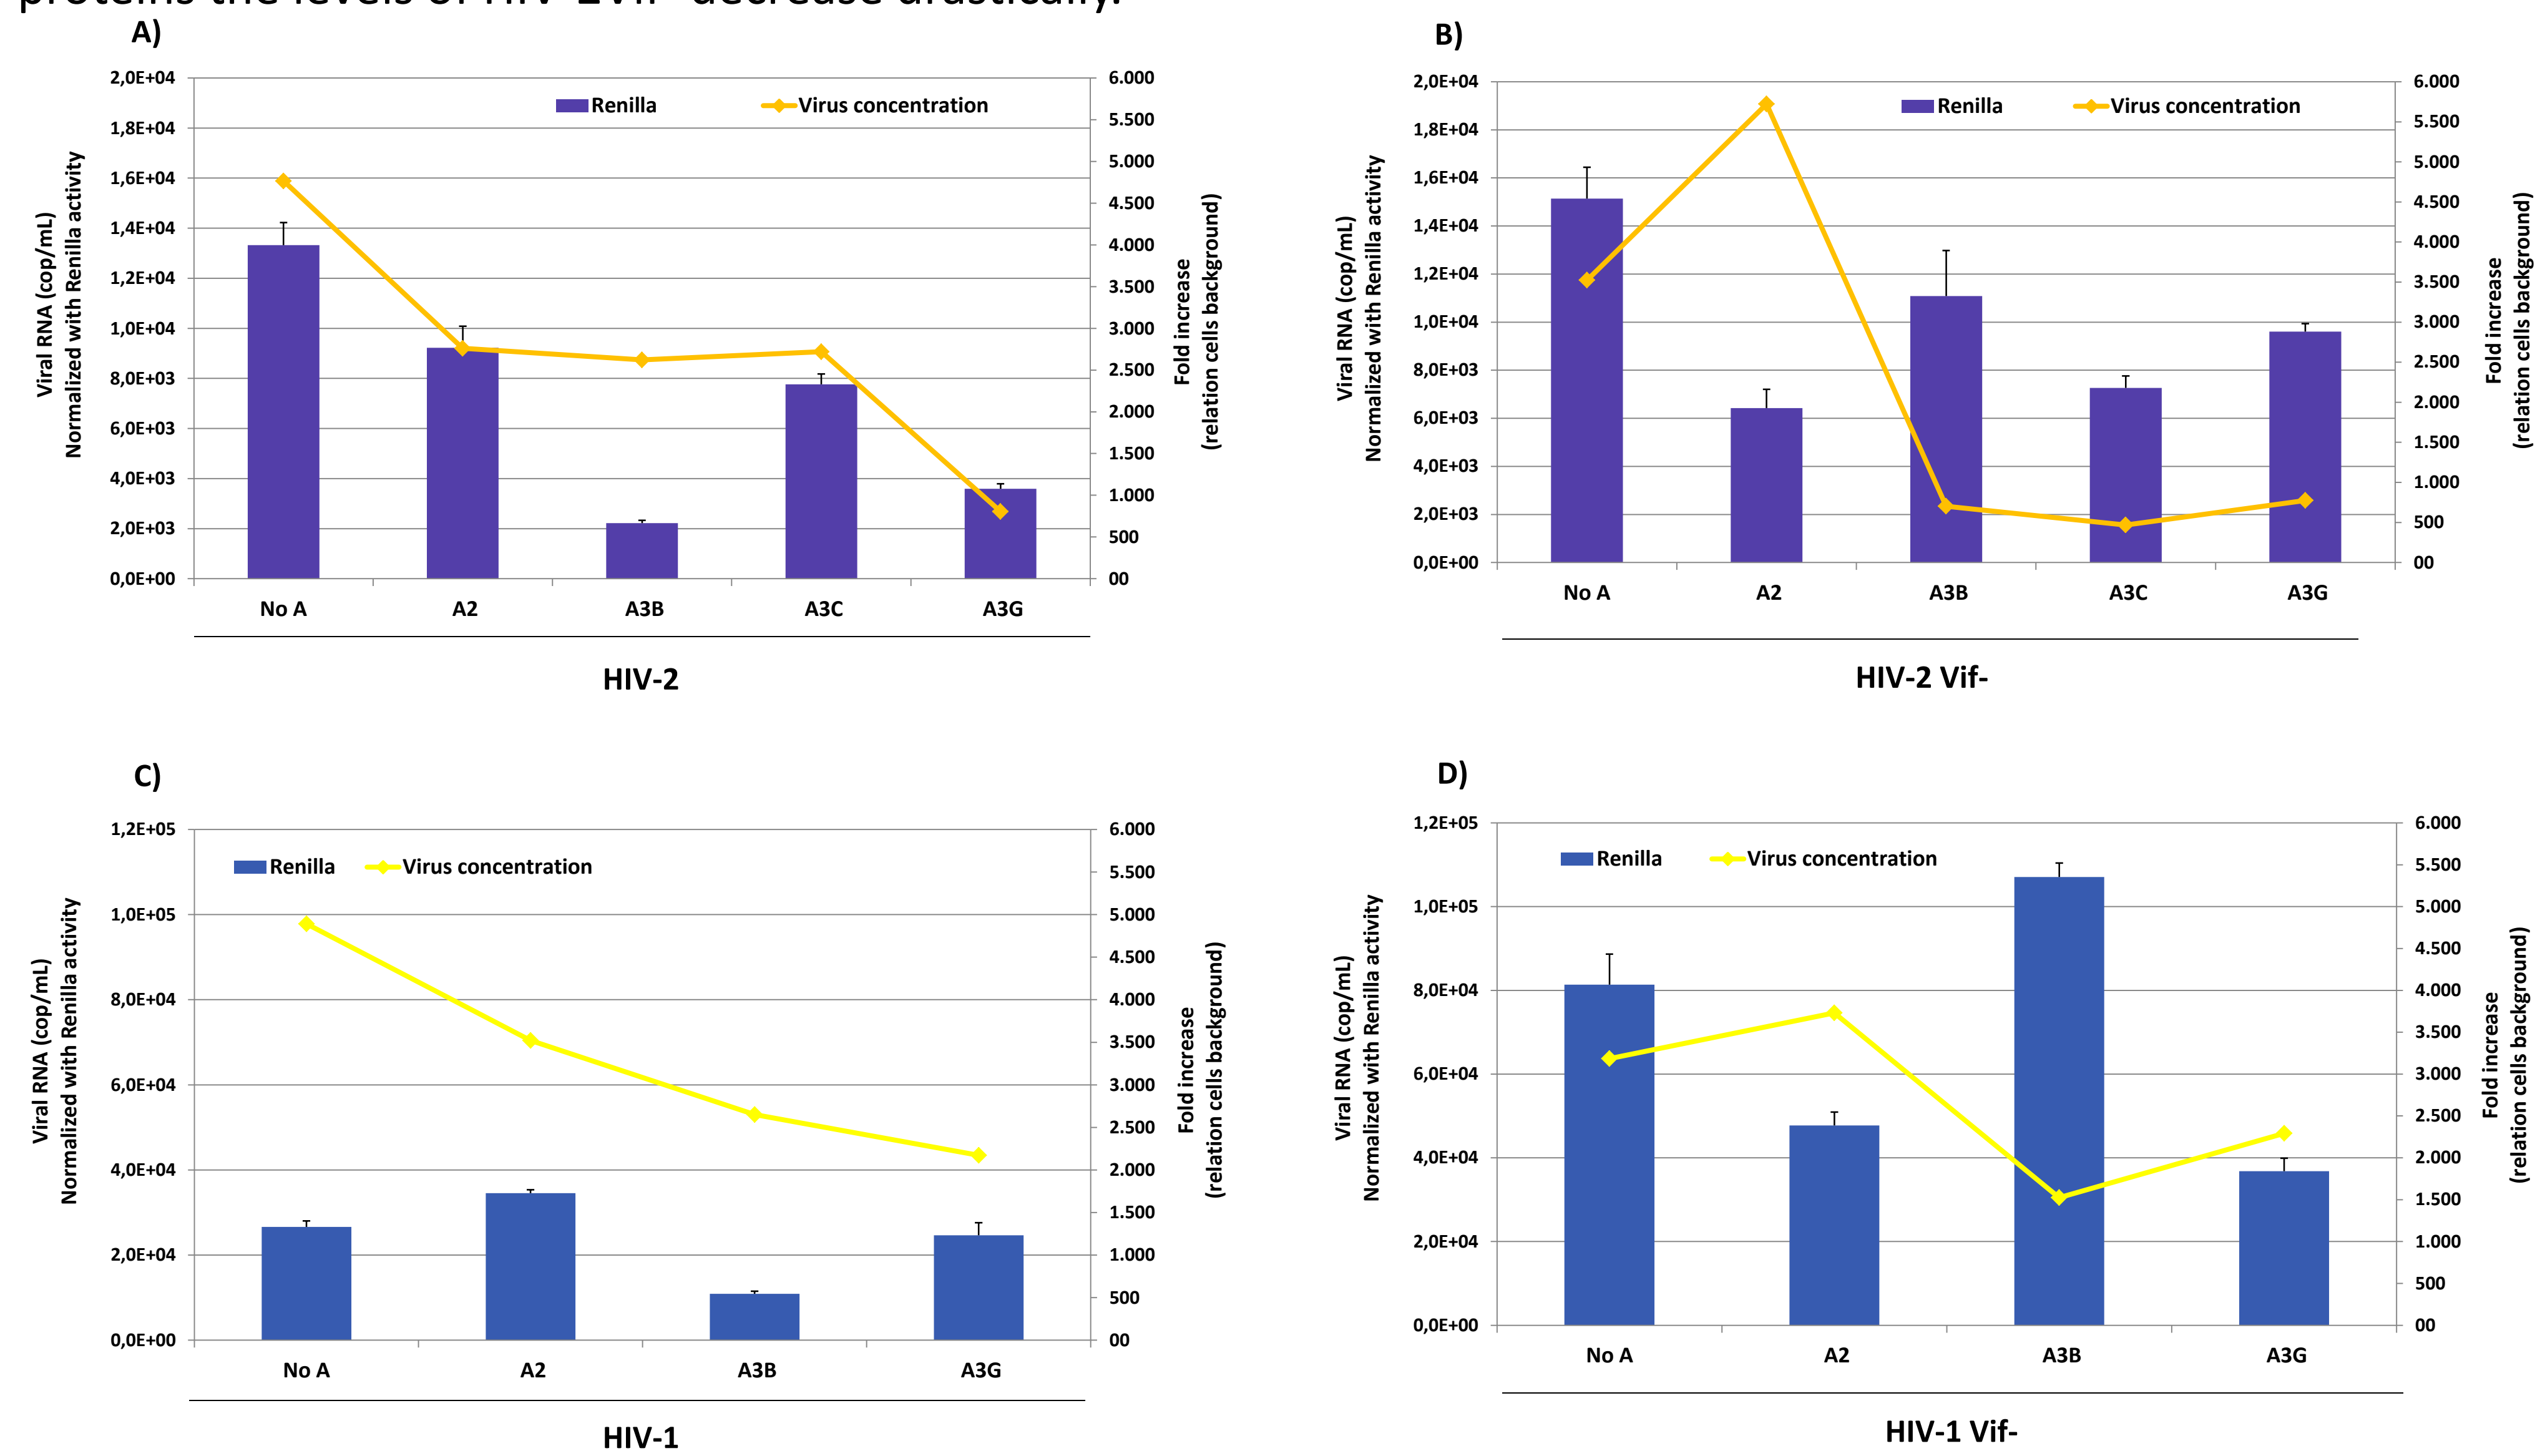 proteins the levels of HIV-2Vif- decrease drastically.
A)
2,0E+04
1,8E+04
1,6E+04
1,4E+04
1,2E+04
1,0E+04
8,0E+03
6,0E+03
4,0E+03
2,0E+03
0,0E+00
Viral RNA (cop/mL)
Normalized with Renilla activity
Renilla
Virus concentration
6.000
5.500
5.000
4.500
4.000
3.500
3.000
2.500
2.000
1.500
1.000
500
00
Fold increase
(relation cells background)
No A A2 A3B A3C A3G
HIV-2
B)
2,0E+04
1,8E+04
1,6E+04
1,4E+04
1,2E+04
1,0E+04
8,0E+03
6,0E+03
4,0E+03
2,0E+03
0,0E+00
Viral RNA (cop/mL)
Normalized with Renilla activity
Renilla
Virus concentration
6.000
5.500
5.000
4.500
4.000
3.500
3.000
2.500
2.000
1.500
1.000
500
00
Fold increase
(relation cells background)
No A A2 A3B A3C A3G
HIV-2 Vif-
C)
1,2E+05
1,0E+05
8,0E+04
6,0E+04
4,0E+04
2,0E+04
0,0E+00
Viral RNA (cop/mL)
Normalized with Renilla activity
Renilla
Virus concentration
6.000
5.500
5.000
4.500
4.000
3.500
3.000
2.500
2.000
1.500
1.000
500
00
Fold increase
(relation cells background)
No A A2 A3B A3G
HIV-1
D)
1,2E+05
1,0E+05
8,0E+04
6,0E+04
4,0E+04
2,0E+04
0,0E+00
Viral RNA (cop/mL)
Normalized with Renilla activity
Renilla
Virus concentration
6.000
5.500
5.000
4.500
4.000
3.500
3.000
2.500
2.000
1.500
1.000
500
00
Fold increase
(relation cells background)
No A A2 A3B A3G
HIV-1 Vif-